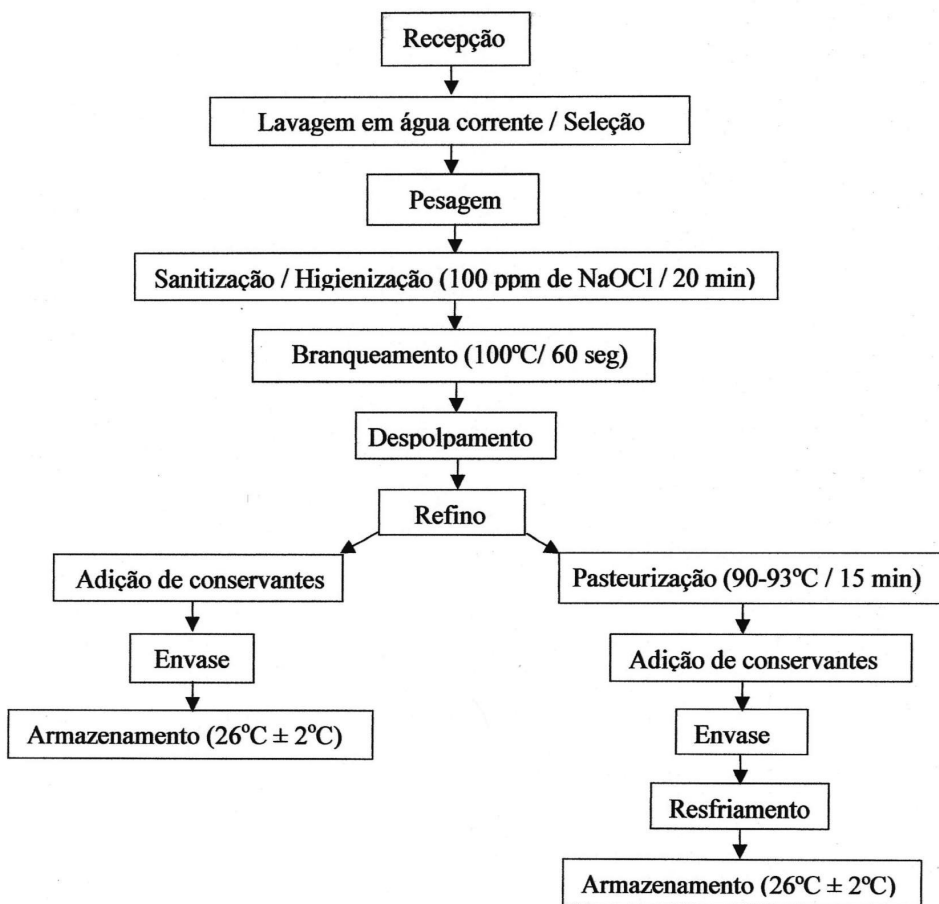 Recepção
Lavagem em água corrente / Seleção
Pesagem
Sanitização / Higienização (100 ppm de NaOCl / 20 min)
Branqueamento (100ºC/ 60 seg)
Despolpamento
Refino
Adição de conservantes
Envase
Armazenamento (26ºC ± 2ºC)
Pasteurização (90-93ºC / 15 min)
Adição de conservantes
Envase
Resfriamento
Armazenamento (26ºC ± 2ºC)